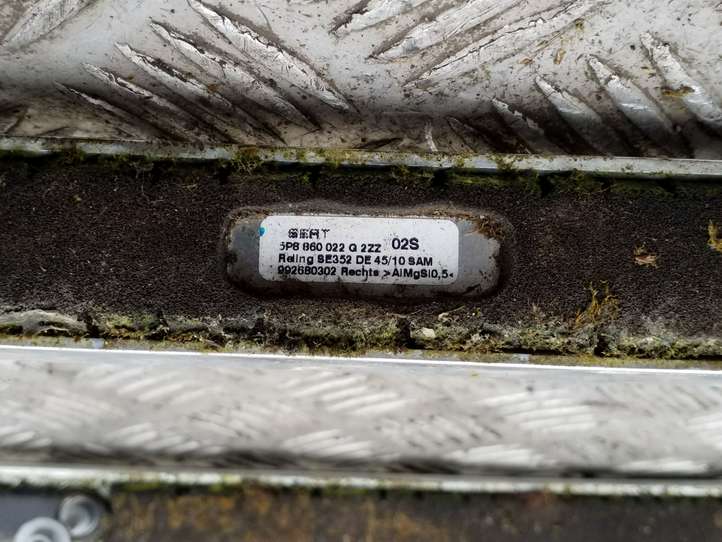 SEAT
5P8 860 022 G 2ZZ 02S
Reling SE352 DE 45/10 SAM
992680302 Rechts >AlMgSi0,5<